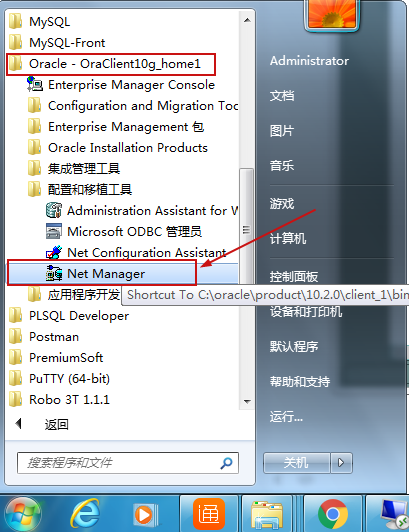 MySQL
MySQL-Front
Oracle - OraClient10g_home1
Enterprise Manager Console
Configuration and Migration Toc
Enterprise Management 包
Oracle Installation Products
集成管理工具
配置和移植工具
Administration Assistant for W
Microsoft ODBC 管理员
Net Configuration Assistant
Net Manager
应用程序开发
Shortcut To C:\oracle\product\10.2.0\client_1\bin
PLSQL Developer
Postman
PremiumSoft
PuTTY (64-bit)
Robo 3T 1.1.1
返回
搜索程序和文件
Administrator
文档
图片
音乐
游戏
计算机
控制面板
设备和打印机
默认程序
帮助和支持
运行...
关机
通